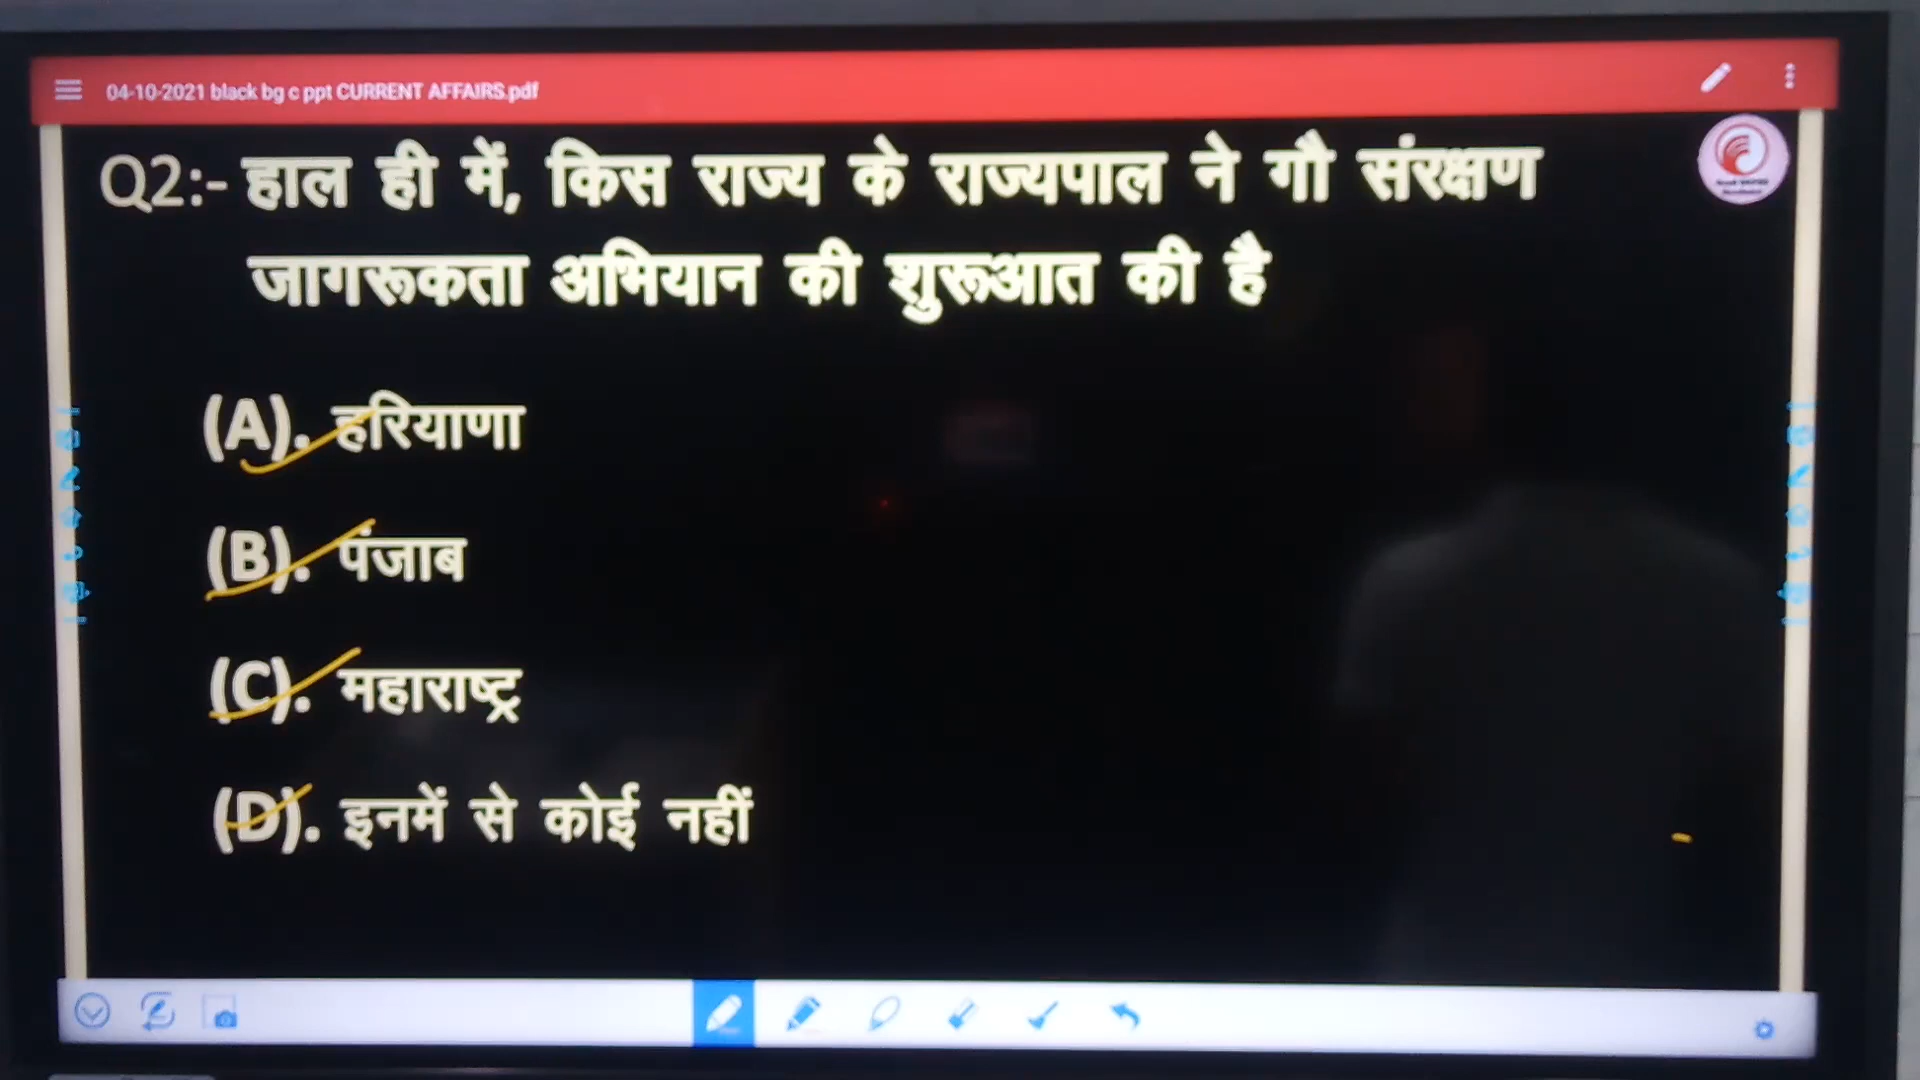 04-10-2021 black bg c ppt CURRENT AFFAIRS.pdf
Q2:- हाल ही में, किस राज्य के राज्यपाल ने गौ संरक्षण
जागरूकता अभियान की शुरूआत की है
(A). हरियाणा
(B). पंजाब
(C). महाराष्ट्र
(D). इनमें से कोई नहीं